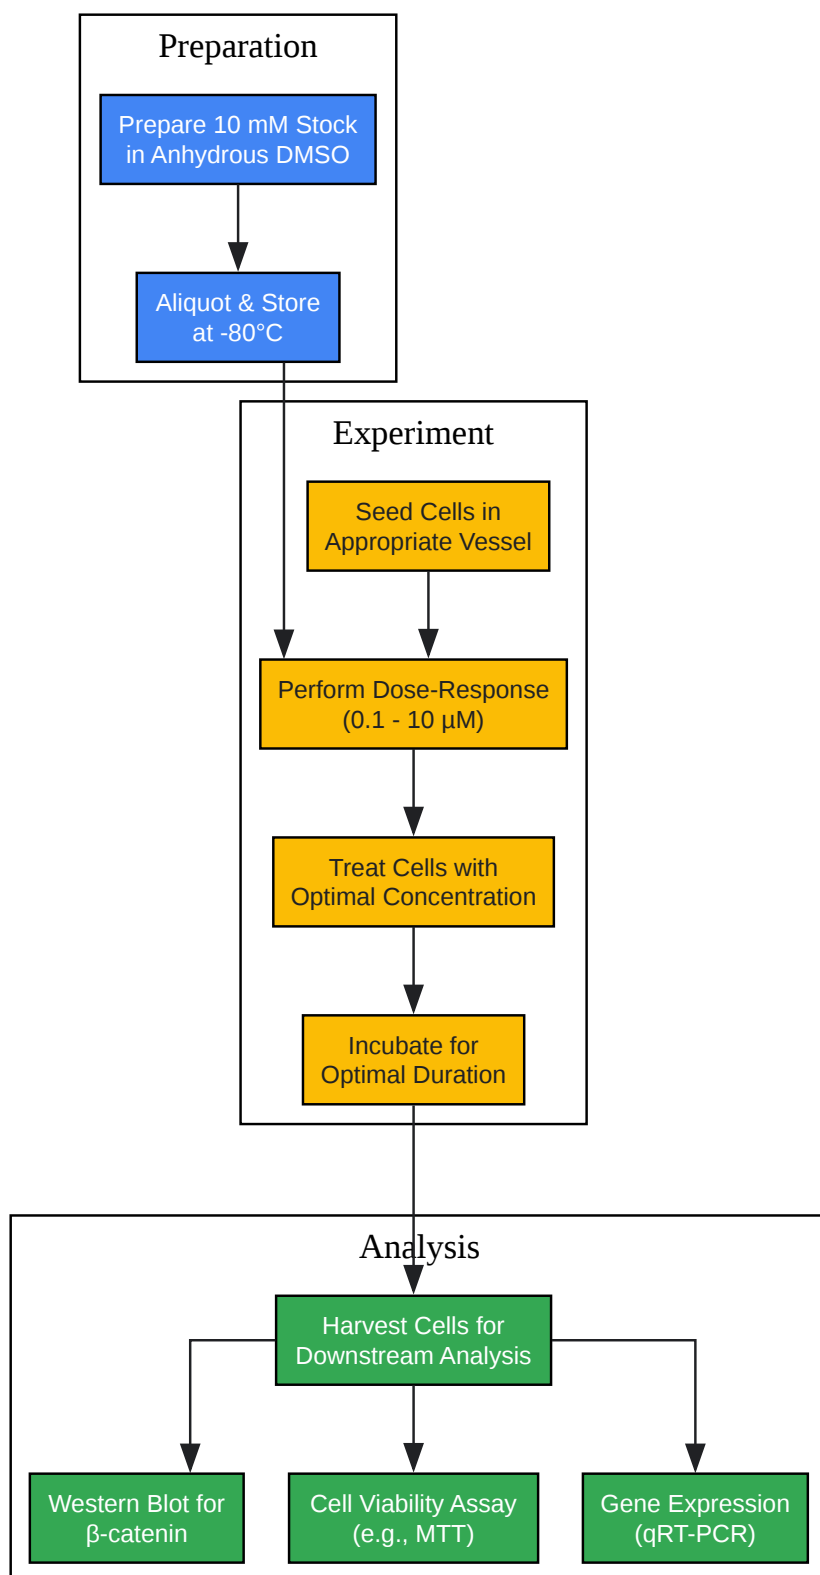 Preparation
Prepare 10 mM Stock
in Anhydrous DMSO
Aliquot & Store
at -80°C
Experiment
Seed Cells in
Appropriate Vessel
Perform Dose-Response
(0.1 - 10 µM)
Treat Cells with
Optimal Concentration
Incubate for
Optimal Duration
Analysis
Harvest Cells for
Downstream Analysis
Western Blot for
β-catenin
Cell Viability Assay
(e.g., MTT)
Gene Expression
(qRT-PCR)